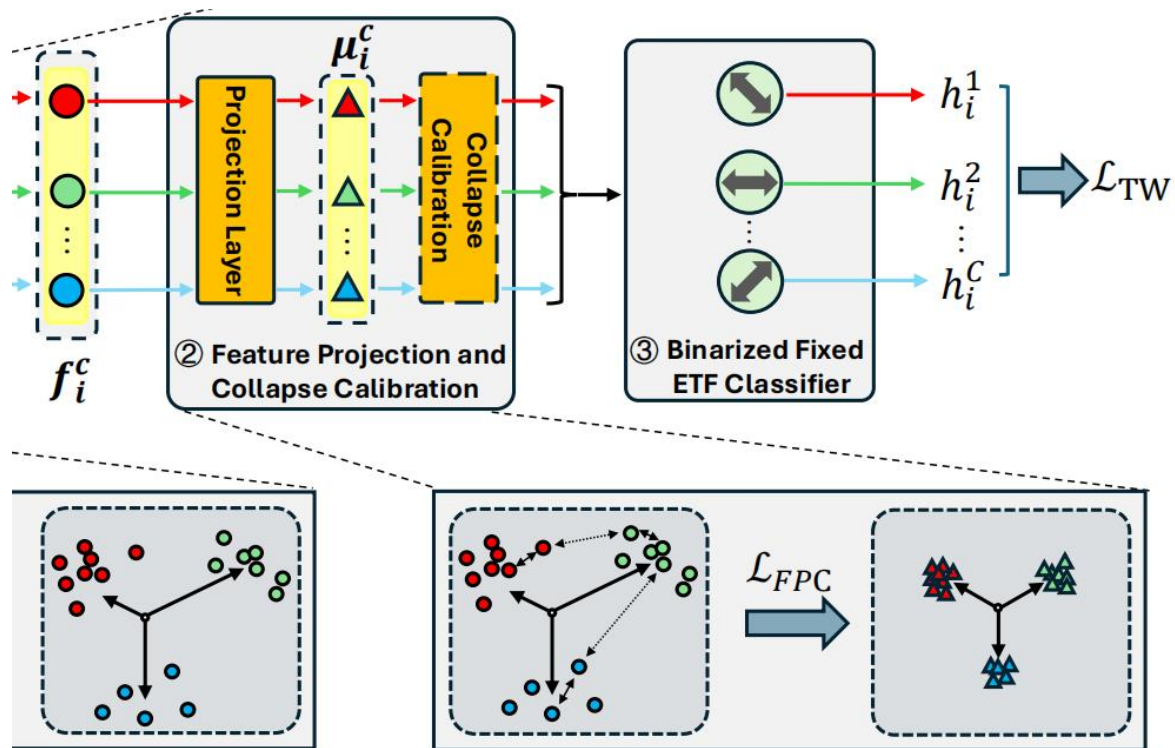 μ_i^c
Projection Layer
Collapse
Calibration
h_i^1
h_i^2
⋮
h_i^C
ℒ_TW
f_i^c
② Feature Projection and
Collapse Calibration
③ Binarized Fixed
ETF Classifier
ℒ_FPC